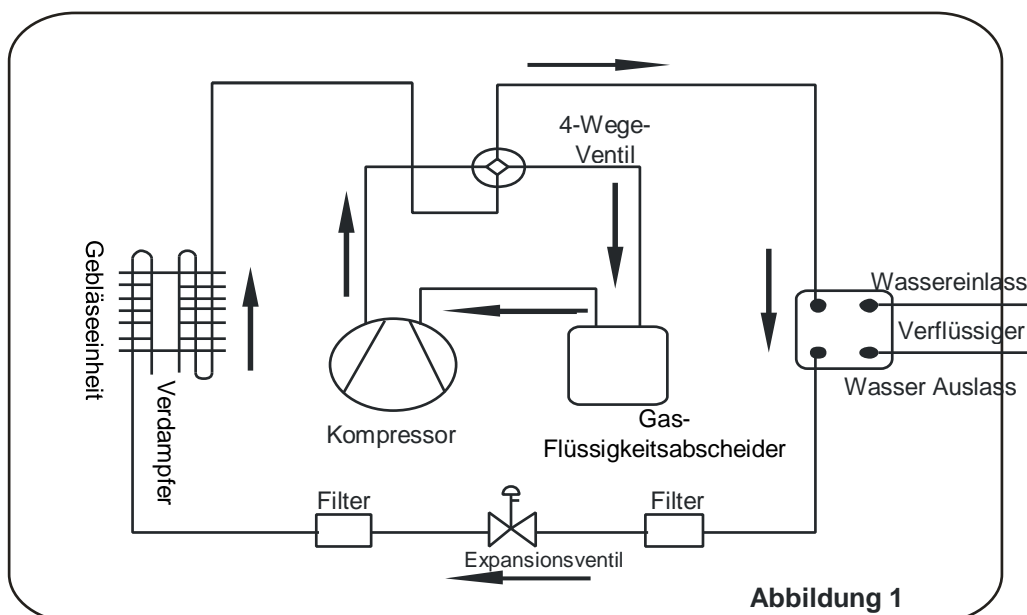 4-Wege-
Ventil
Gebläseeinheit
Verdampfer
Wassereinlass
Verflüssiger
Wasser Auslass
Kompressor
Gas-
Flüssigkeitsabscheider
Filter
Filter
Expansionsventil
Abbildung 1